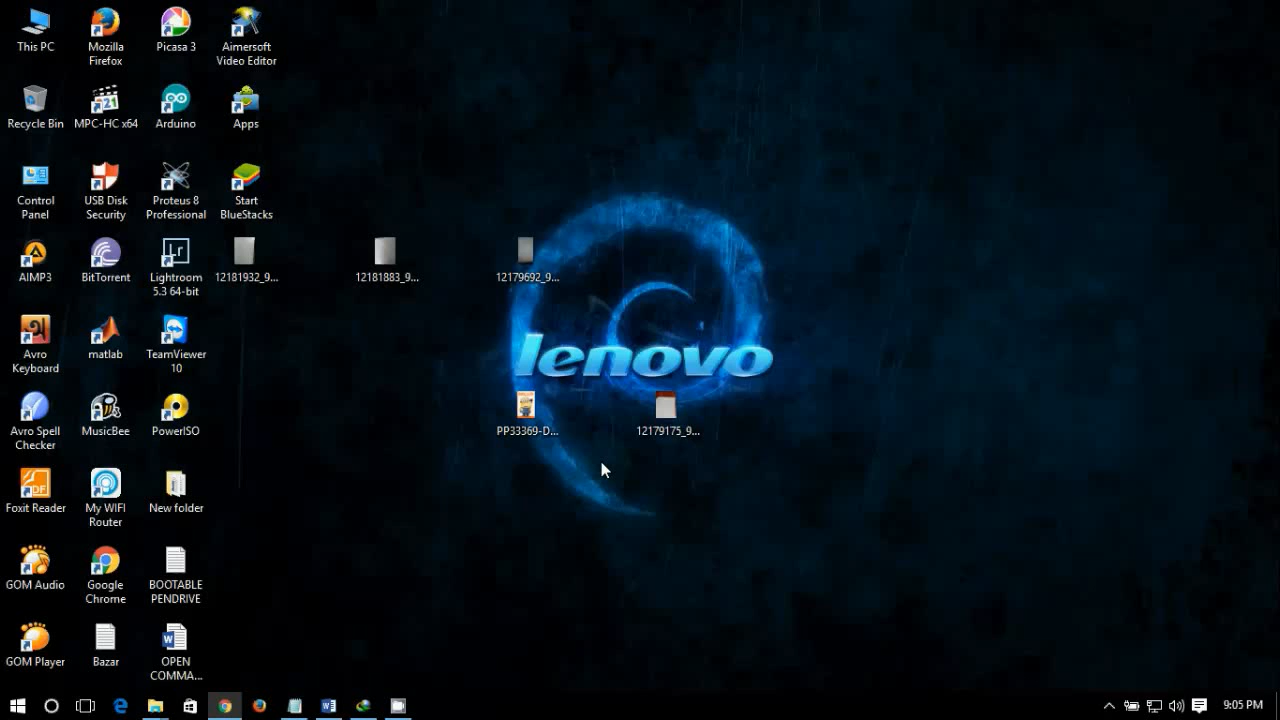 This PC
Mozilla
Firefox
Picasa 3
Aimersoft
Video Editor
Recycle Bin
MPC-HC x64
Arduino
Apps
Control
Panel
USB Disk
Security
Proteus 8
Professional
Start
BlueStacks
AIMP3
BitTorrent
Lightroom
5.3 64-bit
12181932_9...
12181883_9...
12179692_9...
Avro
Keyboard
matlab
TeamViewer
10
lenovo
Avro Spell
Checker
MusicBee
PowerISO
PP33369-D...
12179175_9...
Foxit Reader
My WIFI
Router
New folder
GOM Audio
Google
Chrome
BOOTABLE
PENDRIVE
GOM Player
Bazar
OPEN
COMMA...
9:05 PM